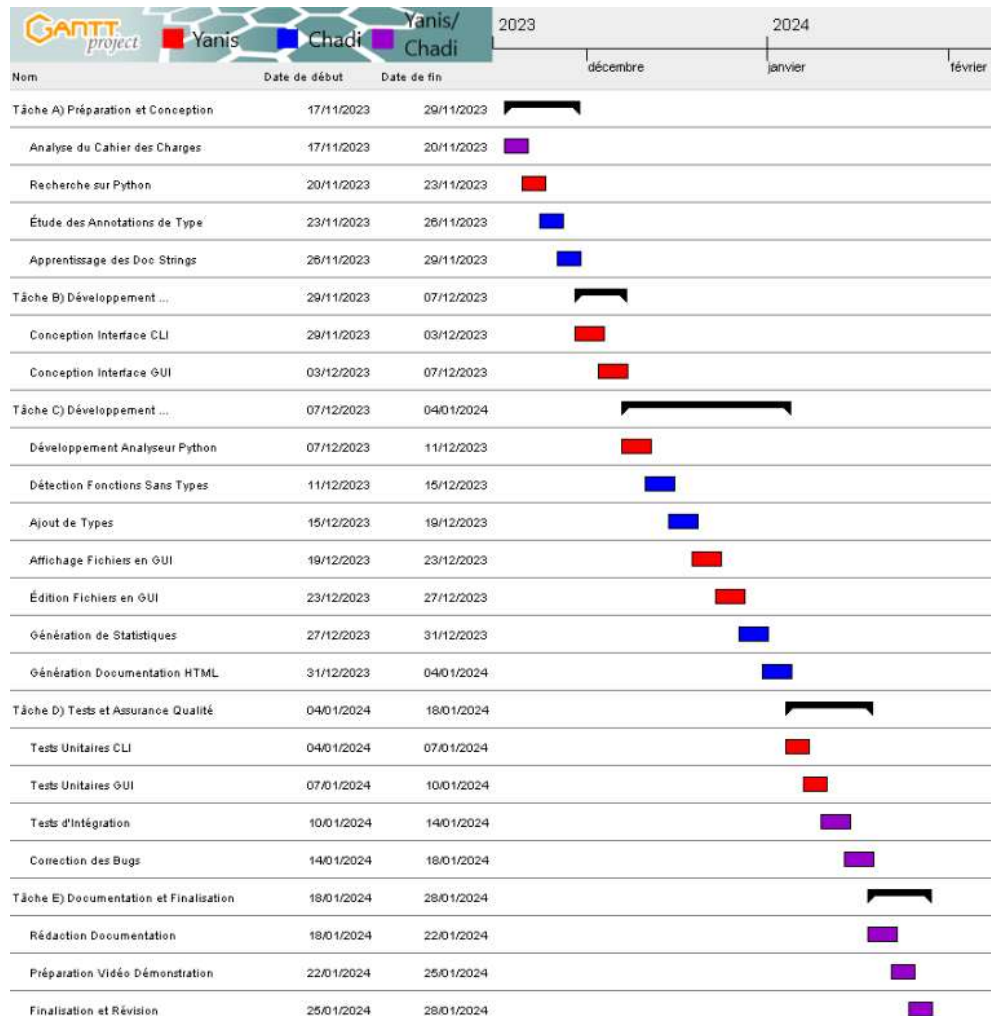 GANTT project
Yanis
Chadi
Yanis/
Chadi
2023
2024
décembre
janvier
février
Nom Date de début Date de fin
Tâche A) Préparation et Conception 17/11/2023 29/11/2023
Analyse du Cahier des Charges 17/11/2023 20/11/2023
Recherche sur Python 20/11/2023 23/11/2023
Étude des Annotations de Type 23/11/2023 26/11/2023
Apprentissage des Doc Strings 26/11/2023 29/11/2023
Tâche B) Développement ... 29/11/2023 07/12/2023
Conception Interface CLI 29/11/2023 03/12/2023
Conception Interface GUI 03/12/2023 07/12/2023
Tâche C) Développement ... 07/12/2023 04/01/2024
Développement Analyseur Python 07/12/2023 11/12/2023
Détection Fonctions Sans Types 11/12/2023 15/12/2023
Ajout de Types 15/12/2023 19/12/2023
Affichage Fichiers en GUI 19/12/2023 23/12/2023
Édition Fichiers en GUI 23/12/2023 27/12/2023
Génération de Statistiques 27/12/2023 31/12/2023
Génération Documentation HTML 31/12/2023 04/01/2024
Tâche D) Tests et Assurance Qualité 04/01/2024 18/01/2024
Tests Unitaires CLI 04/01/2024 07/01/2024
Tests Unitaires GUI 07/01/2024 10/01/2024
Tests d'Intégration 10/01/2024 14/01/2024
Correction des Bugs 14/01/2024 18/01/2024
Tâche E) Documentation et Finalisation 18/01/2024 28/01/2024
Rédaction Documentation 18/01/2024 22/01/2024
Préparation Vidéo Démonstration 22/01/2024 25/01/2024
Finalisation et Révision 25/01/2024 28/01/2024